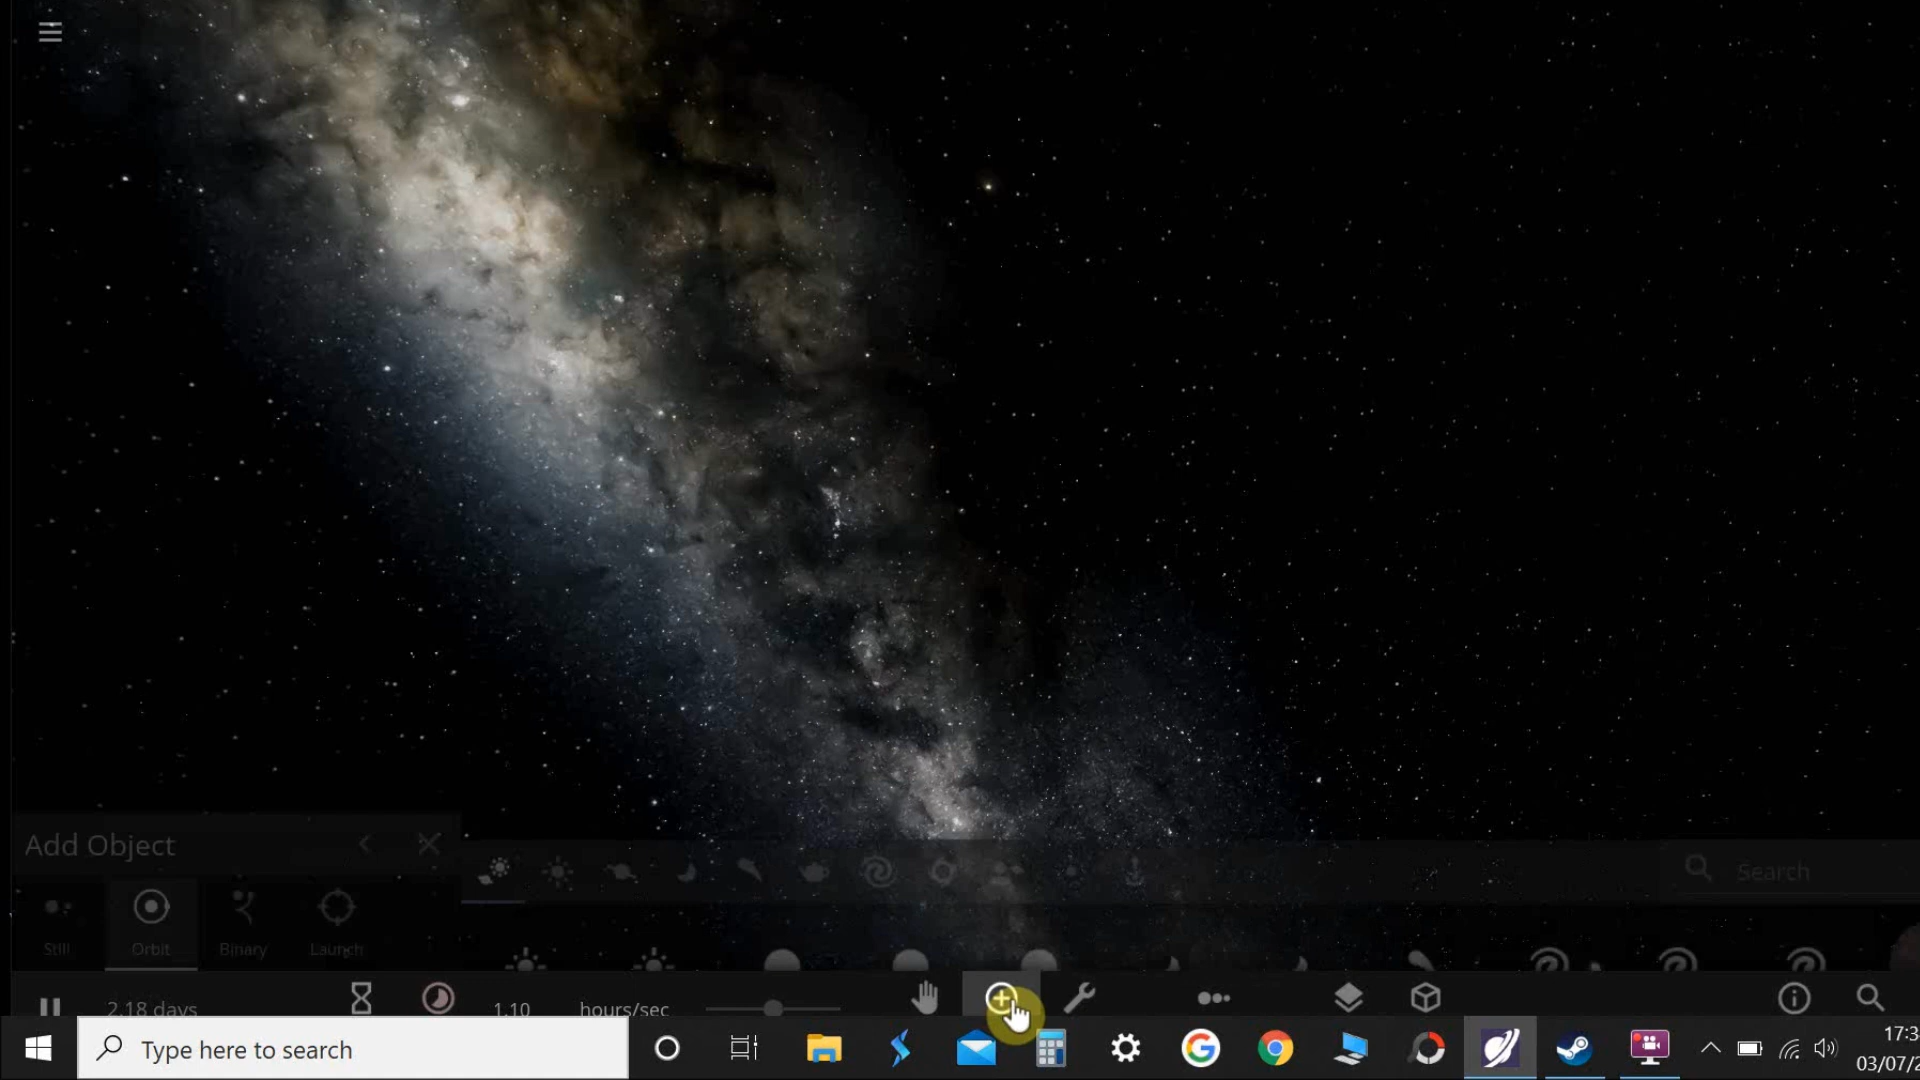 Add Object
Search
Still
Orbit
Binary
Launch
2.18 days
1.10
hours/sec
Type here to search
17:3
03/07/2